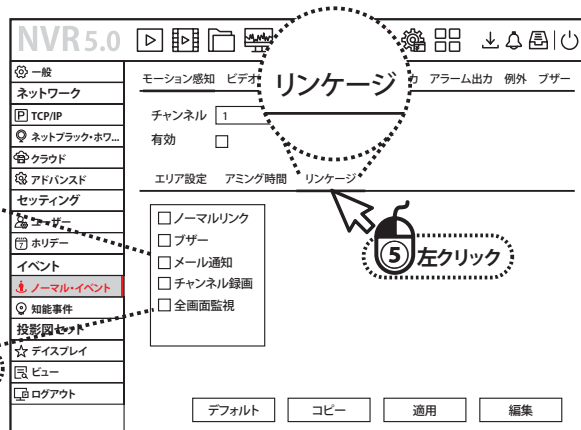 NVR 5.0
一般
ネットワーク
P TCP/IP
ネットブラック・ホワ...
クラウド
アドバンスド
セッティング
ユーザー
7 ホリデー
イベント
ノーマル・イベント
知能事件
投影図セット
デイスプレイ
ビュー
ログアウト
モーション感知 ビデオ
力 アラーム出力 例外 ブザー
リンケージ
チャンネル 1
有効
エリア設定 アミング時間 リンケージ
ノーマルリンク
ブザー
メール通知
チャンネル録画
全画面監視
⑤ 左クリック
デフォルト コピー 適用 編集